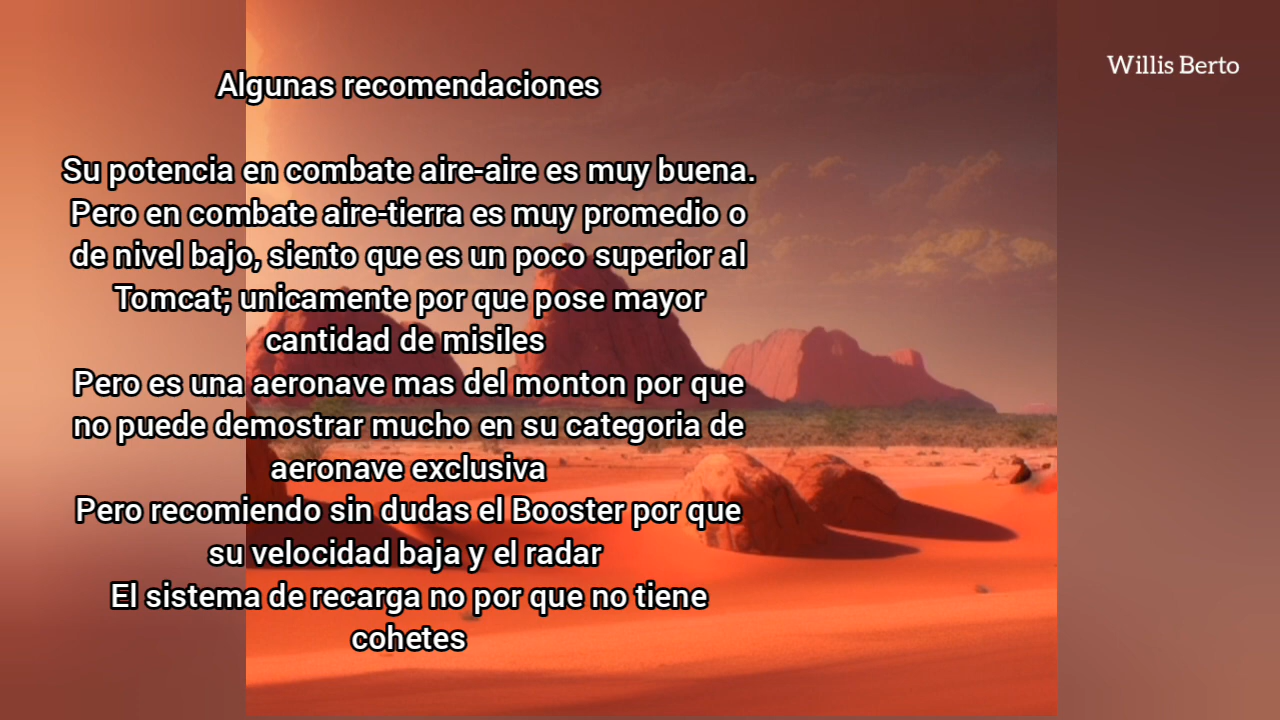 Willis Berto
Algunas recomendaciones
Su potencia en combate aire-aire es muy buena.
Pero en combate aire-tierra es muy promedio o
de nivel bajo, siento que es un poco superior al
Tomcat; unicamente por que pose mayor
cantidad de misiles
Pero es una aeronave mas del monton por que
no puede demostrar mucho en su categoria de
aeronave exclusiva
Pero recomiendo sin dudas el Booster por que
su velocidad baja y el radar
El sistema de recarga no por que no tiene
cohetes